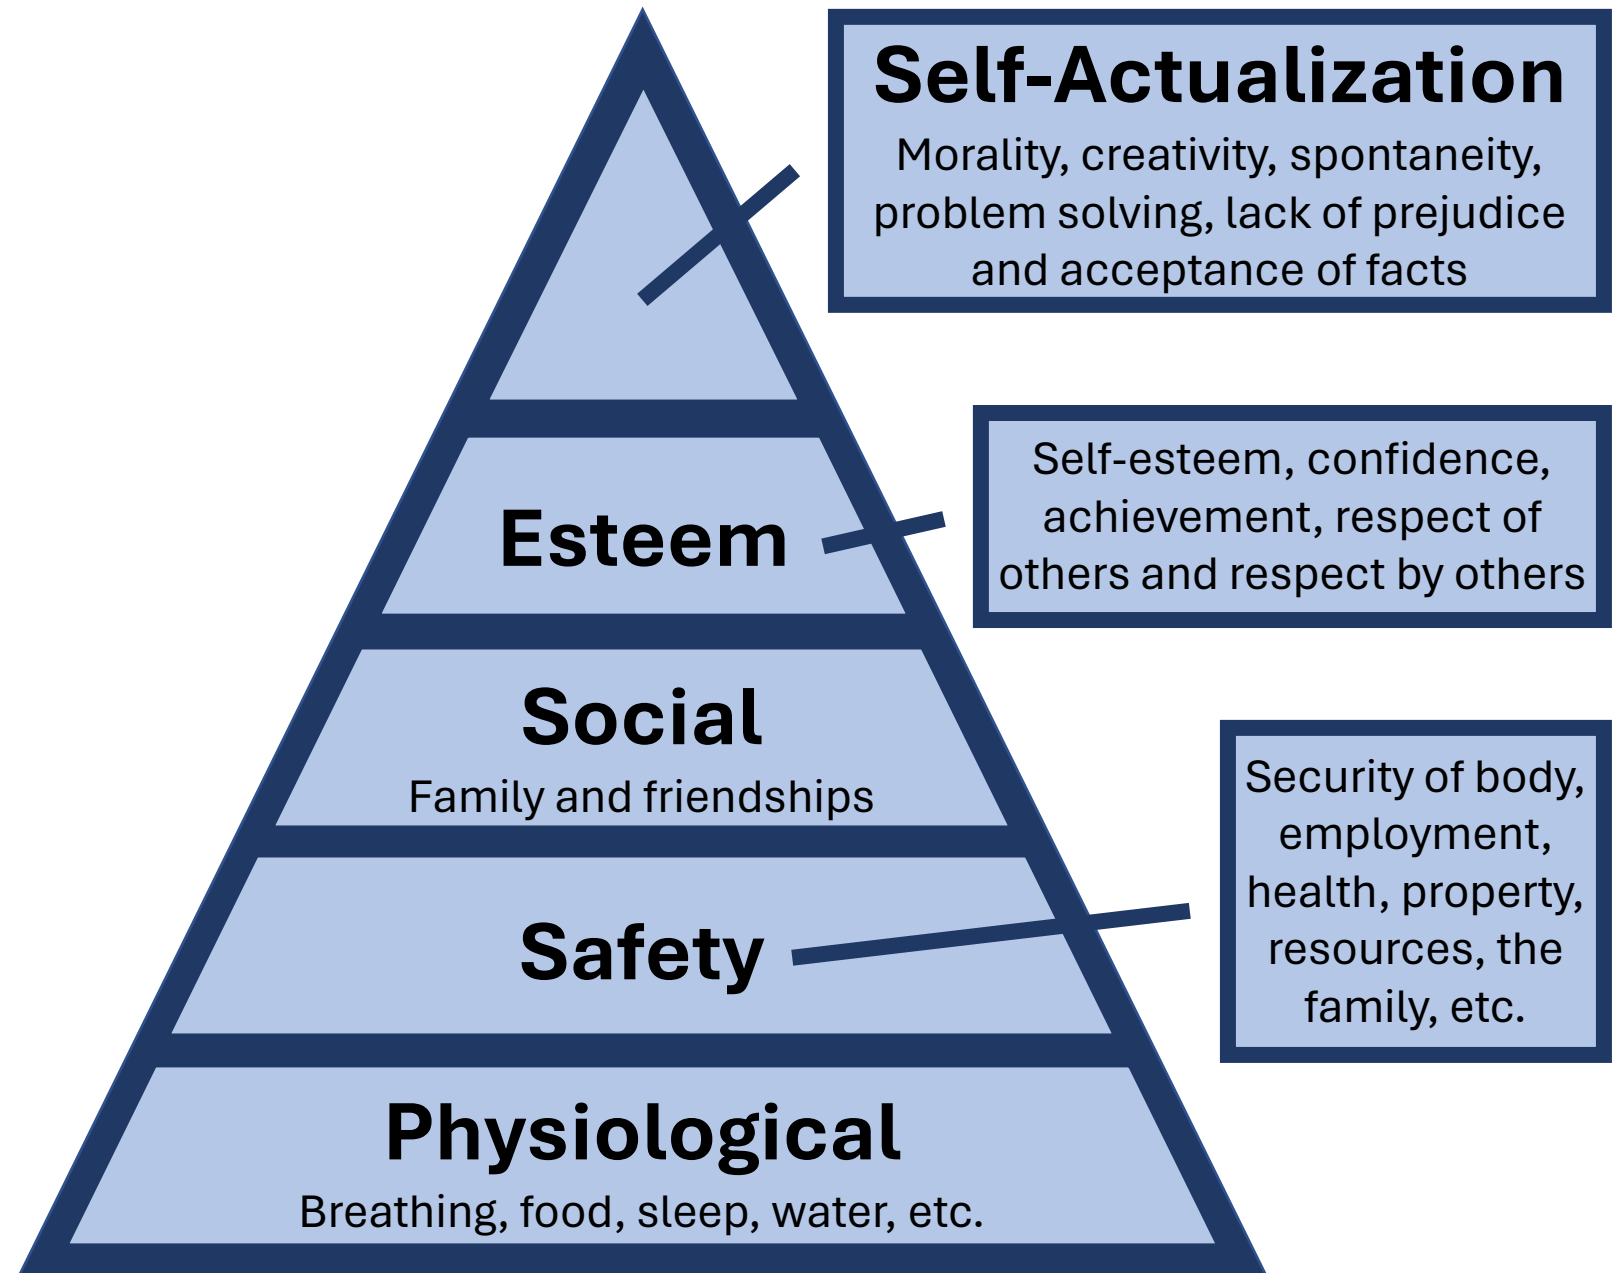 Self-Actualization
Morality, creativity, spontaneity,
problem solving, lack of prejudice
and acceptance of facts
Esteem
Self-esteem, confidence,
achievement, respect of
others and respect by others
Social
Family and friendships
Safety
Security of body,
employment,
health, property,
resources, the
family, etc.
Physiological
Breathing, food, sleep, water, etc.